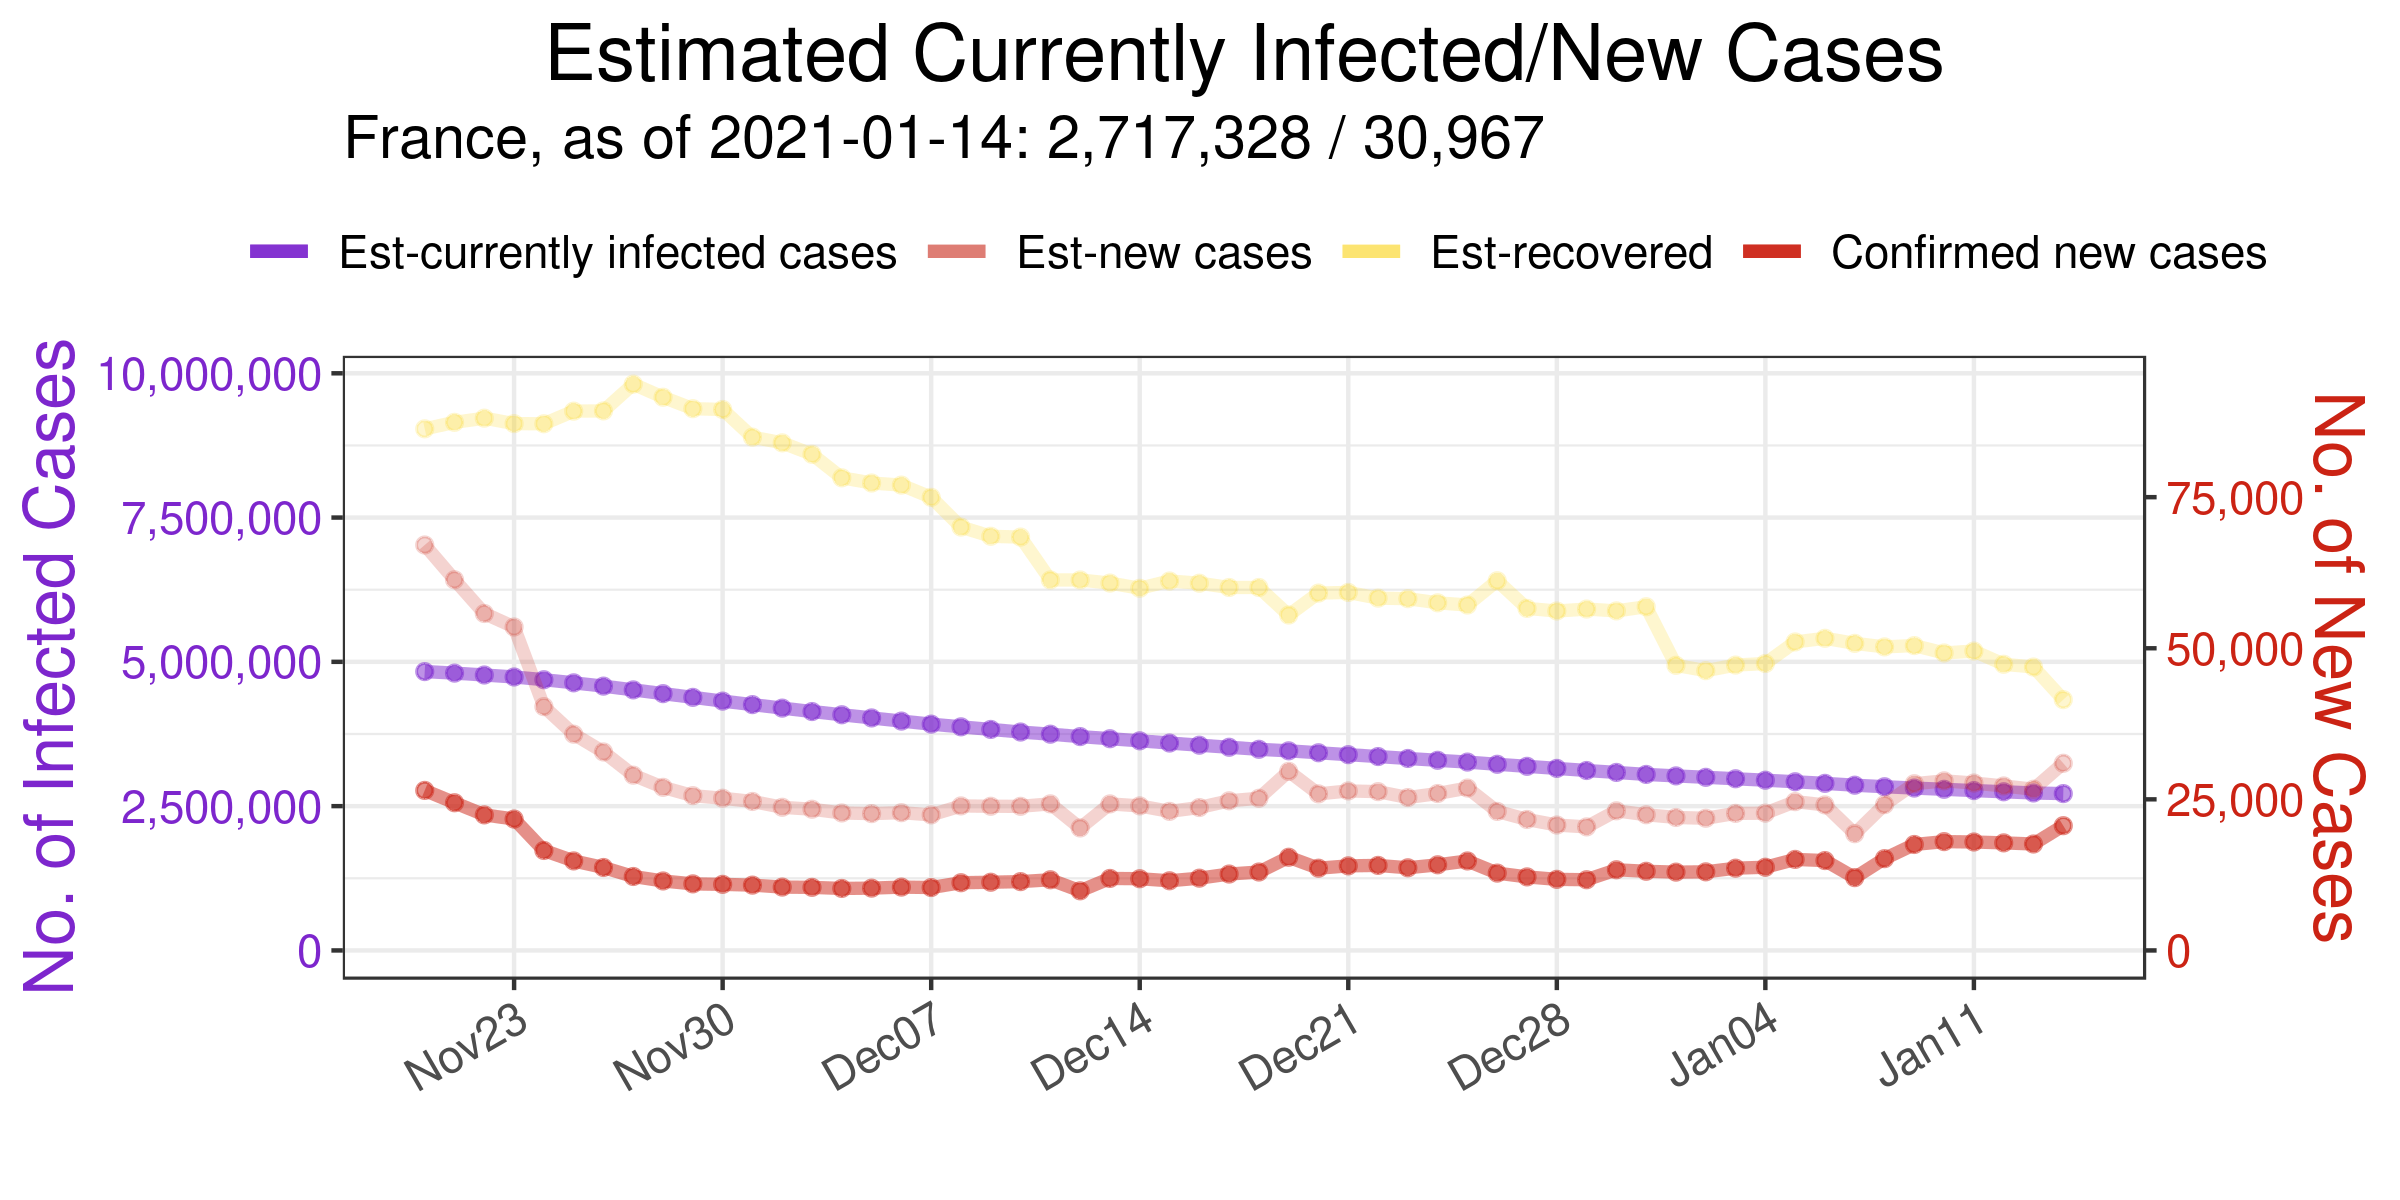 Estimated Currently Infected/New Cases
France, as of 2021-01-14: 2,717,328 / 30,967
Est-currently infected cases Est-new cases Est-recovered Confirmed new cases
No. of Infected Cases
10,000,000
7,500,000
5,000,000
2,500,000
0
75,000
50,000
25,000
0
No. of New Cases
Nov23 Nov30 Dec07 Dec14 Dec21 Dec28 Jan04 Jan11